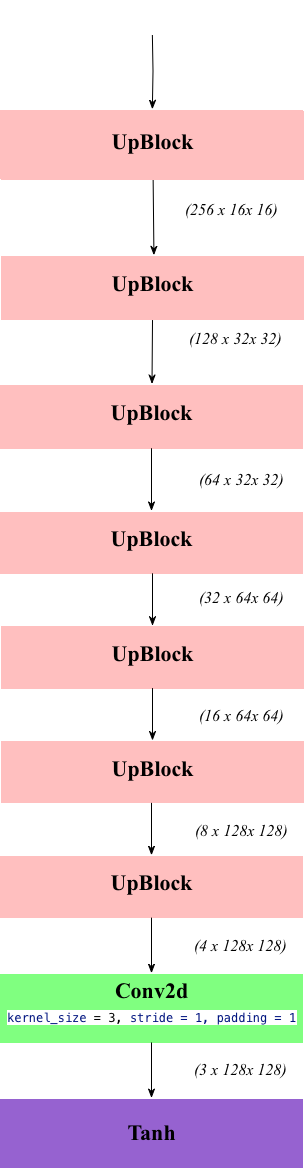 UpBlock
(256 x 16x 16)
UpBlock
(128 x 32x 32)
UpBlock
(64 x 32x 32)
UpBlock
(32 x 64x 64)
UpBlock
(16 x 64x 64)
UpBlock
(8 x 128x 128)
UpBlock
(4 x 128x 128)
Conv2d
kernel_size = 3, stride = 1, padding = 1
(3 x 128x 128)
Tanh